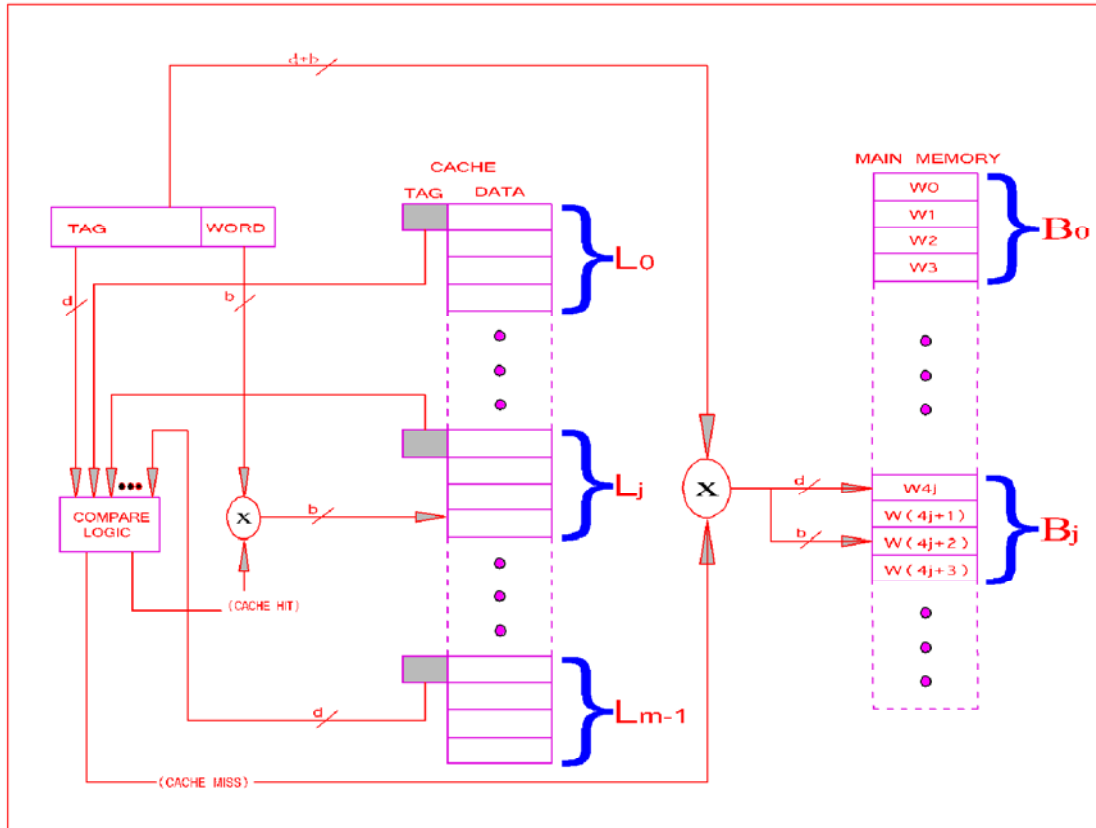 d+b
CACHE
TAG DATA
MAIN MEMORY
TAG WORD
W0
W1
W2
W3
B0
L0
d
b
Lj
COMPARE
LOGIC
X
b
(CACHE HIT)
X
d
b
W4j
W(4j+1)
W(4j+2)
W(4j+3)
Bj
d
Lm-1
(CACHE MISS)